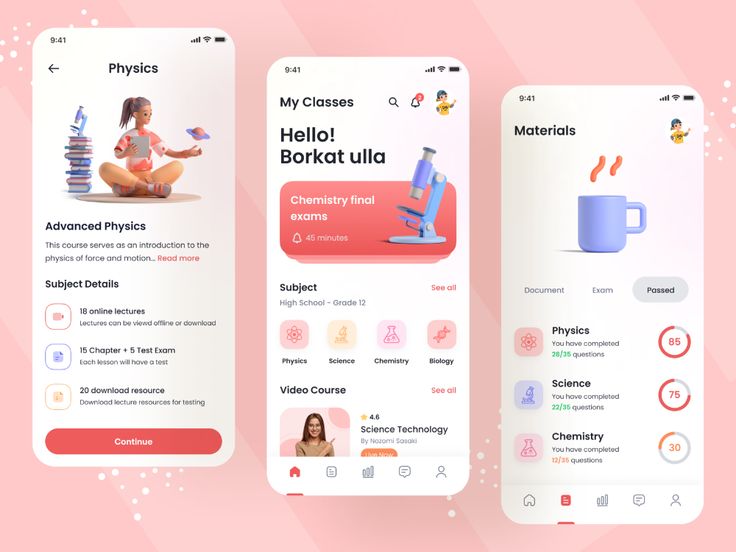 9:41
Physics
Advanced Physics
This course serves as an introduction to the
physics of force and motion... Read more
Subject Details
18 online lectures
Lectures can be viewd offline or download
15 Chapter + 5 Test Exam
Each lesson will have a test
20 download resource
Download lecture resources for testing
Continue
9:41
My Classes
2
Hello!
Borkat ulla
Chemistry final
exams
45 minutes
Subject
See all
High School - Grade 12
Physics
Science
Chemistry
Biology
Video Course
See all
4.6
Science Technology
By Nozomi Sasaki
Live Now
9:41
Materials
Document
Exam
Passed
Physics
You have completed
28/35 questions
85
Science
You have completed
22/35 questions
75
Chemistry
You have completed
12/35 questions
30